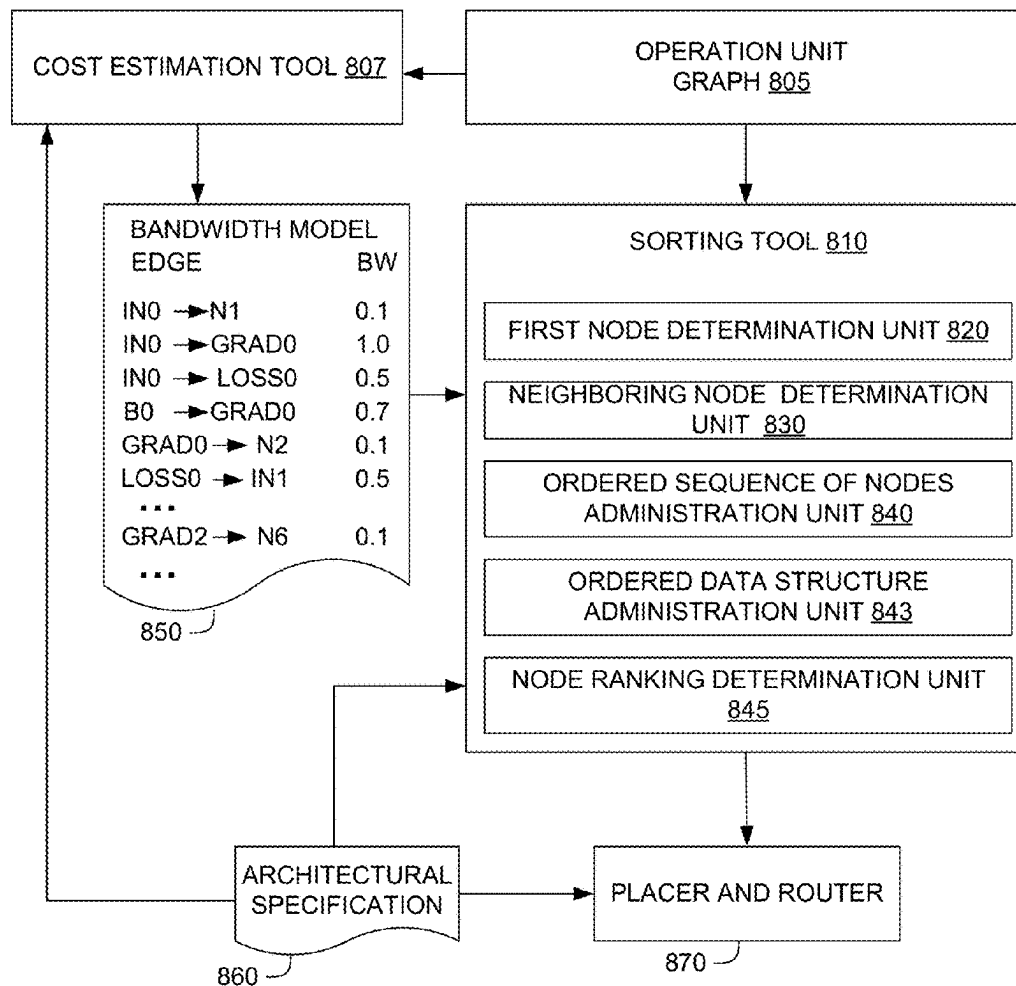 COST ESTIMATION TOOL 807
OPERATION UNIT
GRAPH 805
BANDWIDTH MODEL
EDGE BW
IN0 → N1 0.1
IN0 → GRAD0 1.0
IN0 → LOSS0 0.5
B0 → GRAD0 0.7
GRAD0 → N2 0.1
LOSS0 → IN1 0.5
...
GRAD2 → N6 0.1
...
850
SORTING TOOL 810
FIRST NODE DETERMINATION UNIT 820
NEIGHBORING NODE DETERMINATION
UNIT 830
ORDERED SEQUENCE OF NODES
ADMINISTRATION UNIT 840
ORDERED DATA STRUCTURE
ADMINISTRATION UNIT 843
NODE RANKING DETERMINATION UNIT
845
ARCHITECTURAL
SPECIFICATION
860
PLACER AND ROUTER
870